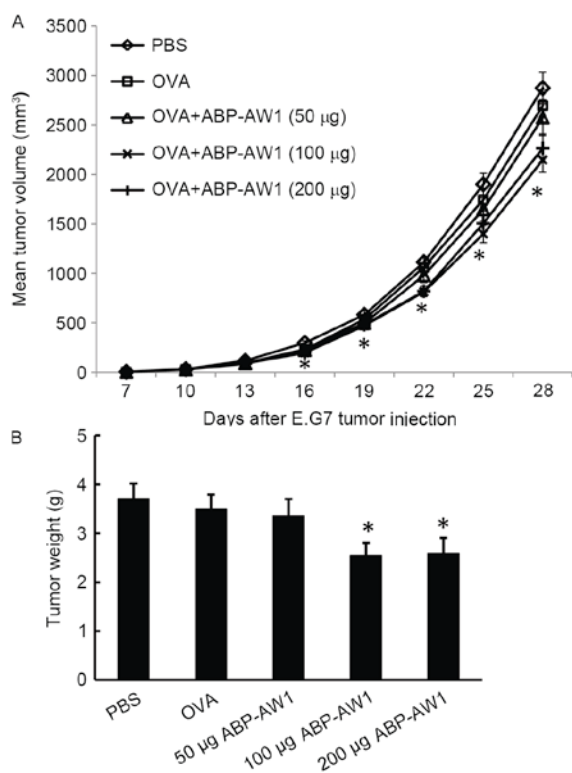 A
PBS
OVA
OVA+ABP-AW1 (50 μg)
OVA+ABP-AW1 (100 μg)
OVA+ABP-AW1 (200 μg)
Mean tumor volume (mm³)
3500
3000
2500
2000
1500
1000
500
0
*
*
*
*
*
7 10 13 16 19 22 25 28
Days after E.G7 tumor injection
B
Tumor weight (g)
5
4
3
2
1
0
* *
PBS
OVA
50 μg ABP-AW1
100 μg ABP-AW1
200 μg ABP-AW1